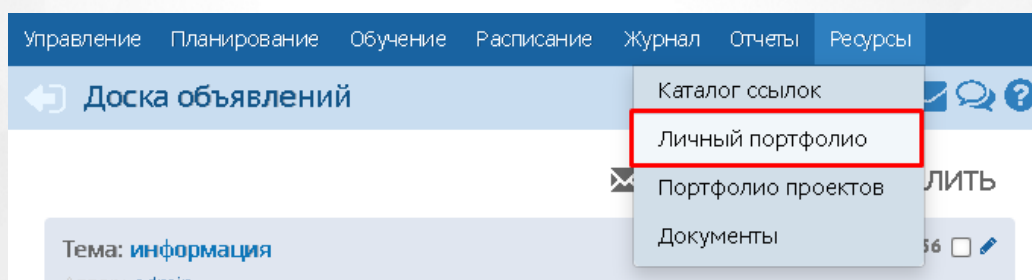 Управление Планирование Обучение Расписание Журнал Отчеты Ресурсы
Доска объявлений
Каталог ссылок
Личный портфолио
Портфолио проектов
Документы
Тема: информация